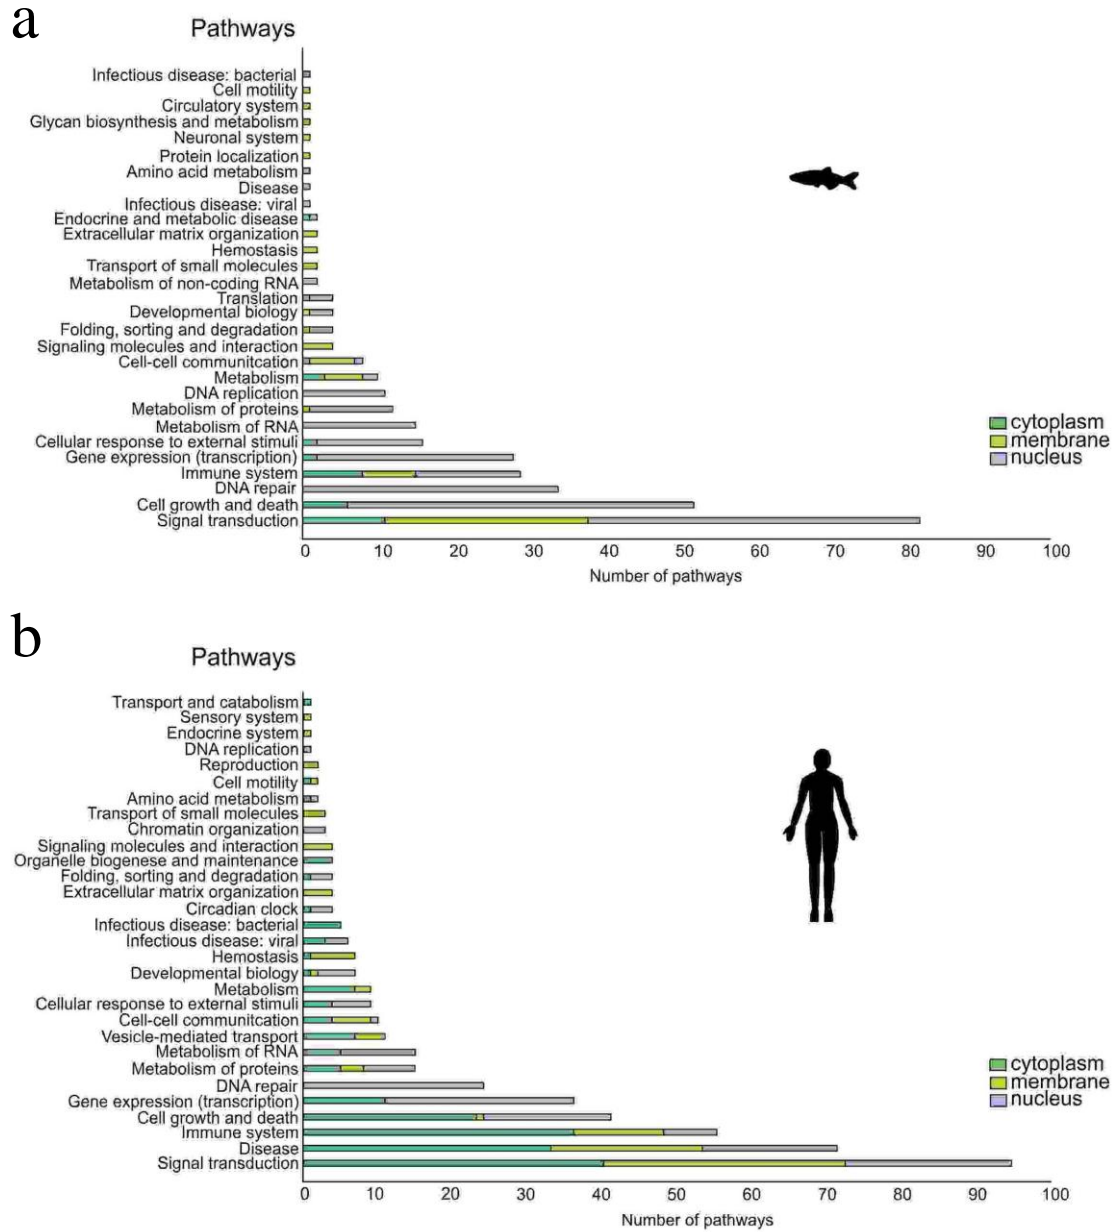 a
Pathways
Infectious disease: bacterial
Cell motility
Circulatory system
Glycan biosynthesis and metabolism
Neuronal system
Protein localization
Amino acid metabolism
Disease
Infectious disease: viral
Endocrine and metabolic disease
Extracellular matrix organization
Hemostasis
Transport of small molecules
Metabolism of non-coding RNA
Translation
Developmental biology
Folding, sorting and degradation
Signaling molecules and interaction
Cell-cell communitcation
Metabolism
DNA replication
Metabolism of proteins
Metabolism of RNA
Cellular response to external stimuli
Gene expression (transcription)
Immune system
DNA repair
Cell growth and death
Signal transduction
cytoplasm
membrane
nucleus
0 10 20 30 40 50 60 70 80 90 100
Number of pathways
b
Pathways
Transport and catabolism
Sensory system
Endocrine system
DNA replication
Reproduction
Cell motility
Amino acid metabolism
Transport of small molecules
Chromatin organization
Signaling molecules and interaction
Organelle biogenese and maintenance
Folding, sorting and degradation
Extracellular matrix organization
Circadian clock
Infectious disease: bacterial
Infectious disease: viral
Hemostasis
Developmental biology
Metabolism
Cellular response to external stimuli
Cell-cell communitcation
Vesicle-mediated transport
Metabolism of RNA
Metabolism of proteins
DNA repair
Gene expression (transcription)
Cell growth and death
Immune system
Disease
Signal transduction
cytoplasm
membrane
nucleus
0 10 20 30 40 50 60 70 80 90 100
Number of pathways